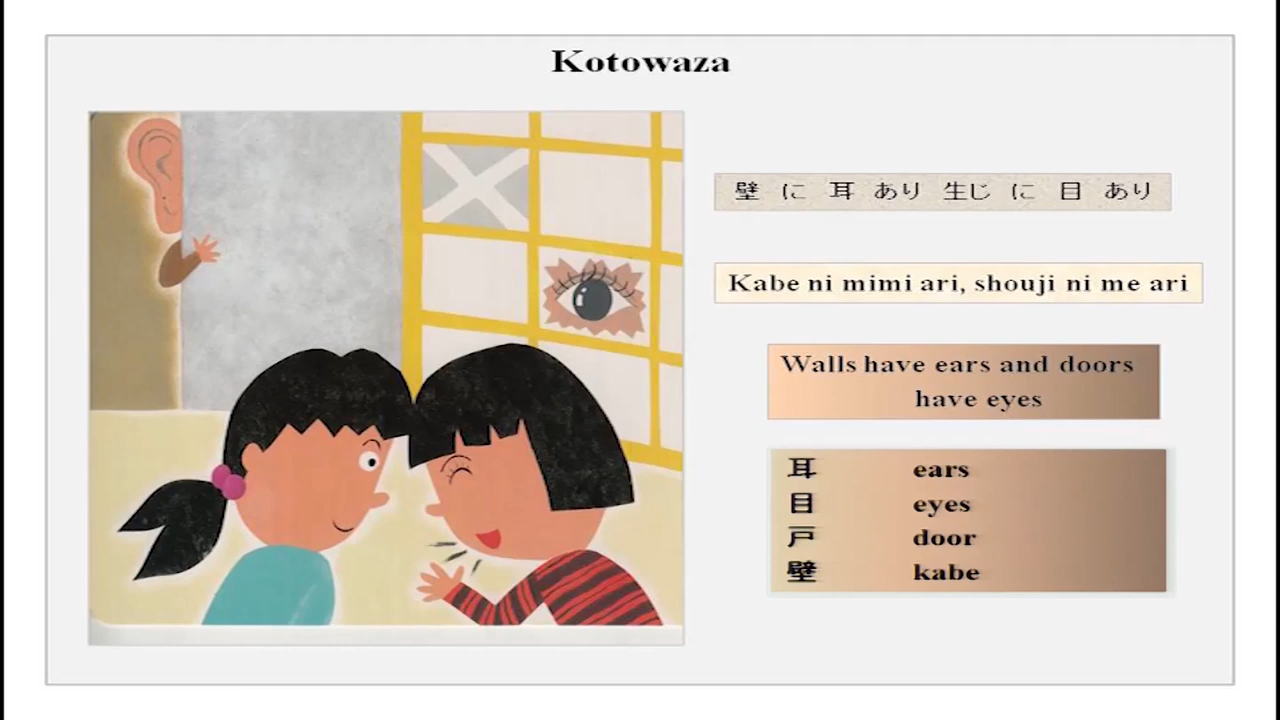 Kotowaza
壁 に 耳 あり 生じ に 目 あり
Kabe ni mimi ari, shouji ni me ari
Walls have ears and doors
have eyes
耳 ears
目 eyes
戸 door
壁 kabe